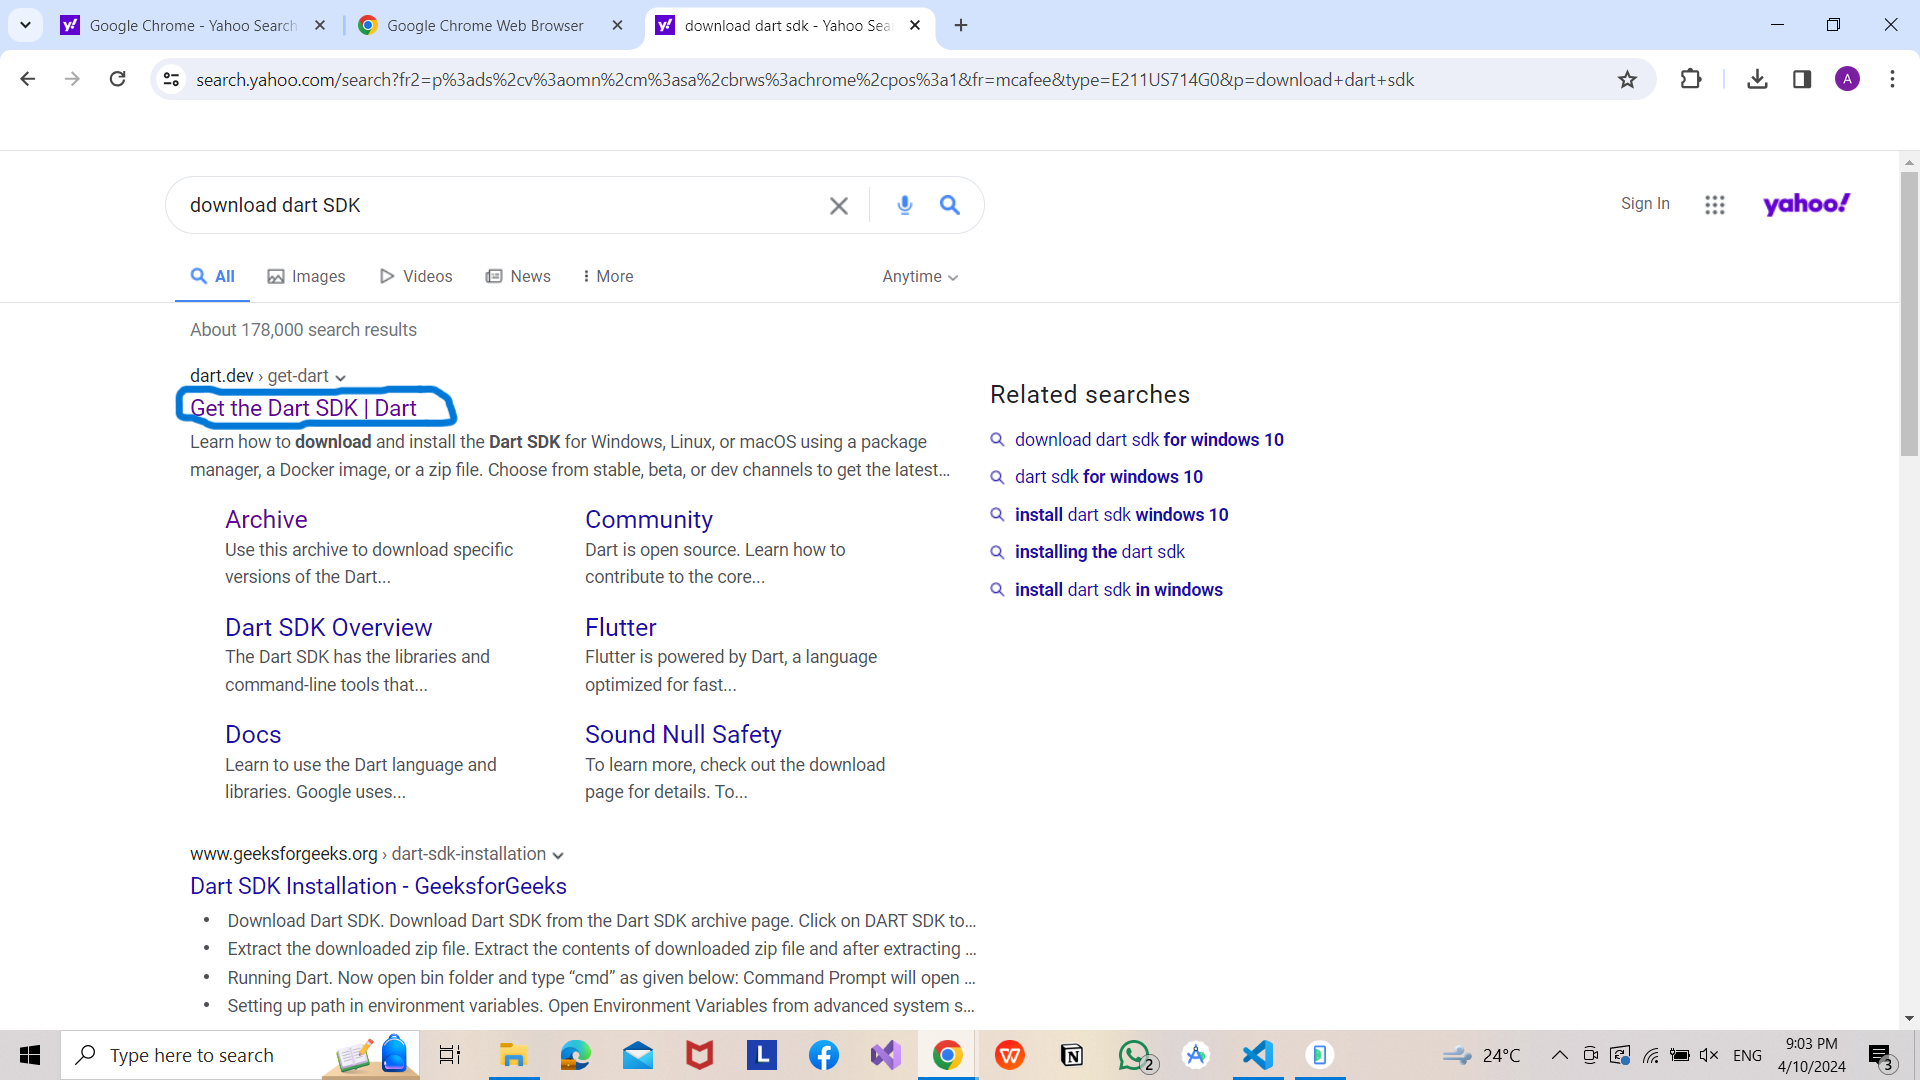 Google Chrome - Yahoo Search
Google Chrome Web Browser
download dart sdk - Yahoo Sea
search.yahoo.com/search?fr2=p%3ads%2cv%3aomn%2cm%3asa%2cbrws%3achrome%2cpos%3a1&fr=mcafee&type=E211US714G0&p=download+dart+sdk
A
download dart SDK
Sign In
yahoo!
All
Images
Videos
News
More
Anytime
About 178,000 search results
dart.dev › get-dart
Get the Dart SDK | Dart
Learn how to download and install the Dart SDK for Windows, Linux, or macOS using a package
manager, a Docker image, or a zip file. Choose from stable, beta, or dev channels to get the latest...
Archive
Use this archive to download specific
versions of the Dart...
Community
Dart is open source. Learn how to
contribute to the core...
Dart SDK Overview
The Dart SDK has the libraries and
command-line tools that...
Flutter
Flutter is powered by Dart, a language
optimized for fast...
Docs
Learn to use the Dart language and
libraries. Google uses...
Sound Null Safety
To learn more, check out the download
page for details. To...
www.geeksforgeeks.org › dart-sdk-installation
Dart SDK Installation - GeeksforGeeks
• Download Dart SDK. Download Dart SDK from the Dart SDK archive page. Click on DART SDK to...
• Extract the downloaded zip file. Extract the contents of downloaded zip file and after extracting ...
• Running Dart. Now open bin folder and type “cmd” as given below: Command Prompt will open ...
• Setting up path in environment variables. Open Environment Variables from advanced system s...
Related searches
download dart sdk for windows 10
dart sdk for windows 10
install dart sdk windows 10
installing the dart sdk
install dart sdk in windows
Type here to search
L
2
24°C
ENG
9:03 PM
4/10/2024
3